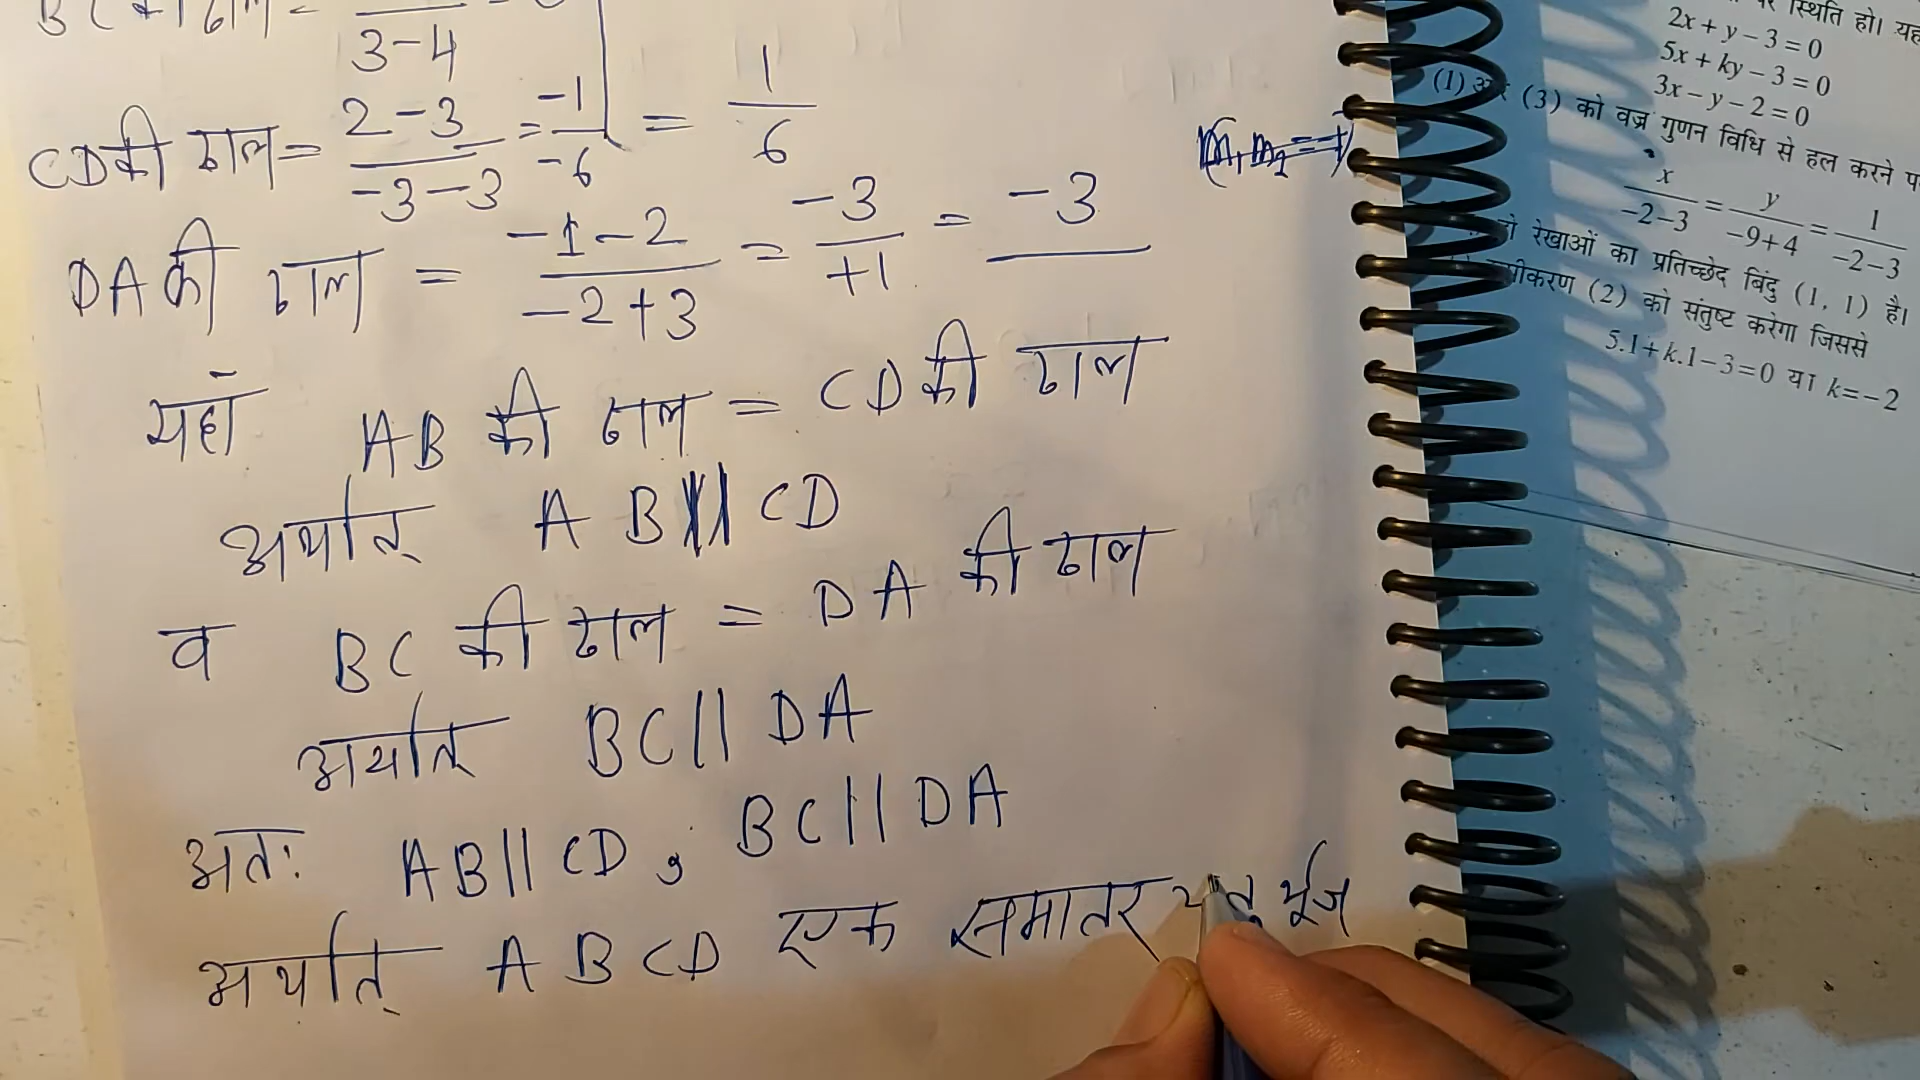 BC की ढाल =
3-4
CD की ढाल = 2-3 / -3-3 = -1 / -6 = 1 / 6
DA की ढाल = -1-2 / -2+3 = -3 / +1 = -3
यहाँ AB की ढाल = CD की ढाल
अर्थात् AB || CD
व BC की ढाल = DA की ढाल
अर्थात् BC || DA
अतः AB || CD, BC || DA
अर्थात् ABCD एक समातर चतुर्भूज
स्थिति हो। यह
2x + y – 3 = 0
5x + ky – 3 = 0
3x – y – 2 = 0
(1) और (3) को वज्र गुणन विधि से हल करने
x / -2–3 = y / -9+4 = 1 / -2–3
रेखाओं का प्रतिच्छेद बिंदु (1, 1) है।
समीकरण (2) को संतुष्ट करेगा जिससे
5.1 + k.1 – 3 = 0 या k = – 2